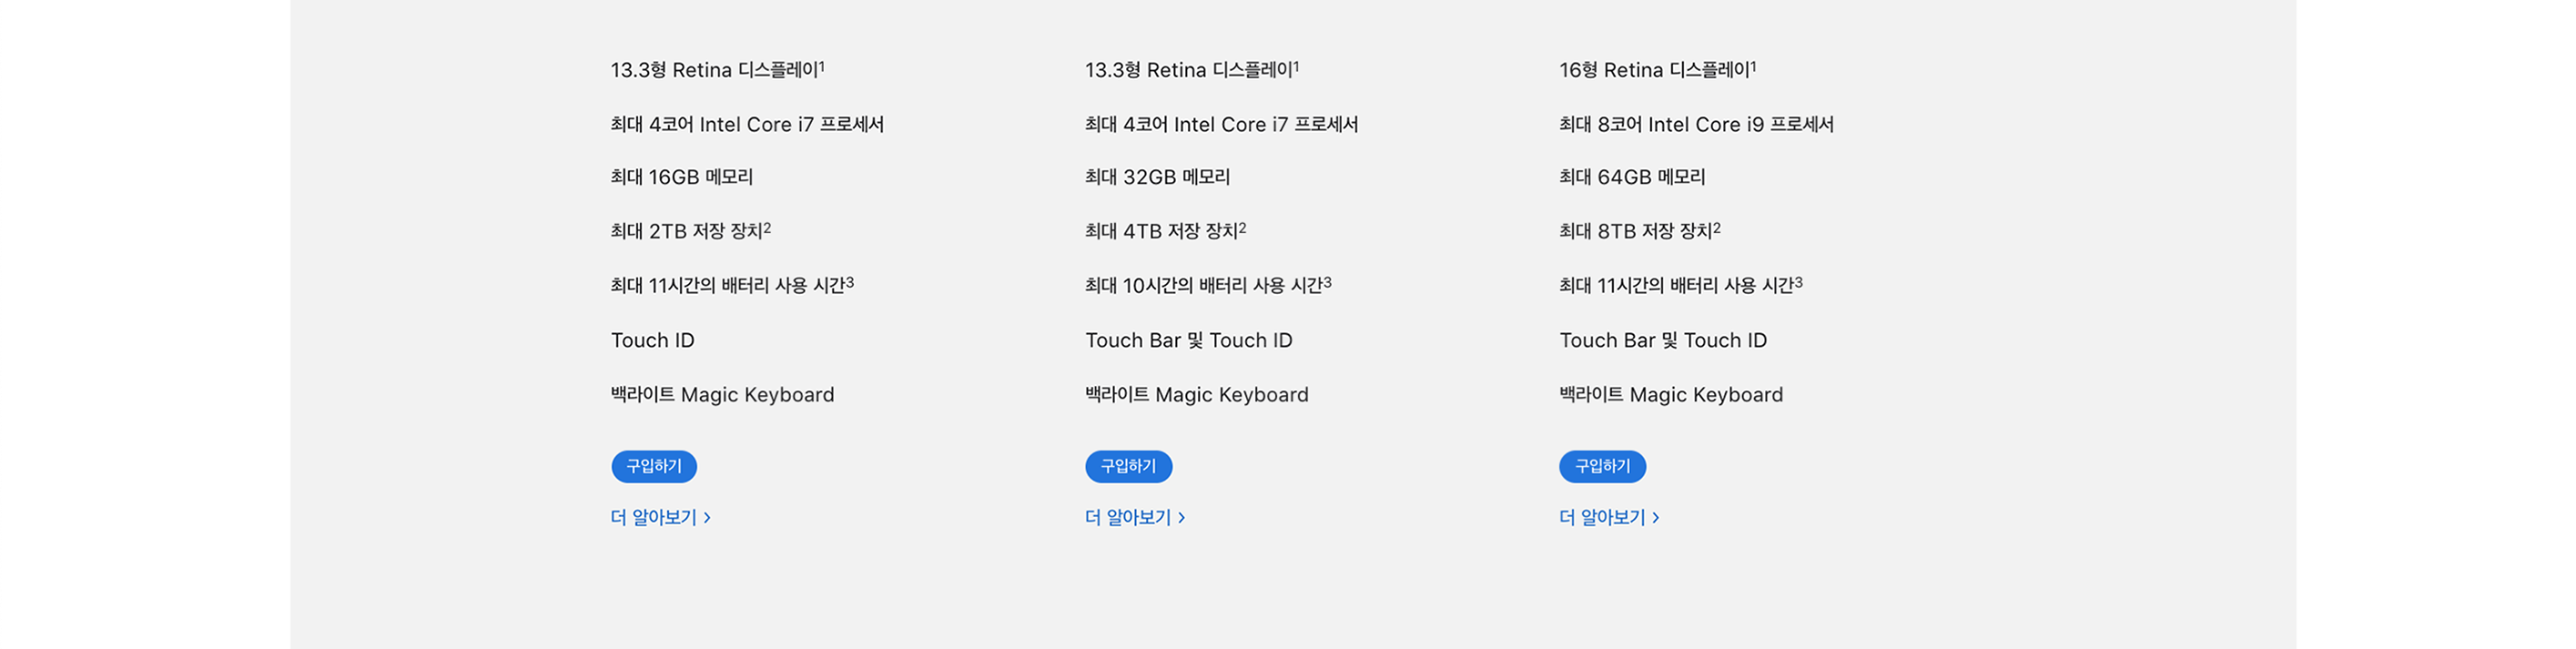 13.3형 Retina 디스플레이¹
최대 4코어 Intel Core i7 프로세서
최대 16GB 메모리
최대 2TB 저장 장치²
최대 11시간의 배터리 사용 시간³
Touch ID
백라이트 Magic Keyboard
구입하기
더 알아보기 >
13.3형 Retina 디스플레이¹
최대 4코어 Intel Core i7 프로세서
최대 32GB 메모리
최대 4TB 저장 장치²
최대 10시간의 배터리 사용 시간³
Touch Bar 및 Touch ID
백라이트 Magic Keyboard
구입하기
더 알아보기 >
16형 Retina 디스플레이¹
최대 8코어 Intel Core i9 프로세서
최대 64GB 메모리
최대 8TB 저장 장치²
최대 11시간의 배터리 사용 시간³
Touch Bar 및 Touch ID
백라이트 Magic Keyboard
구입하기
더 알아보기 >